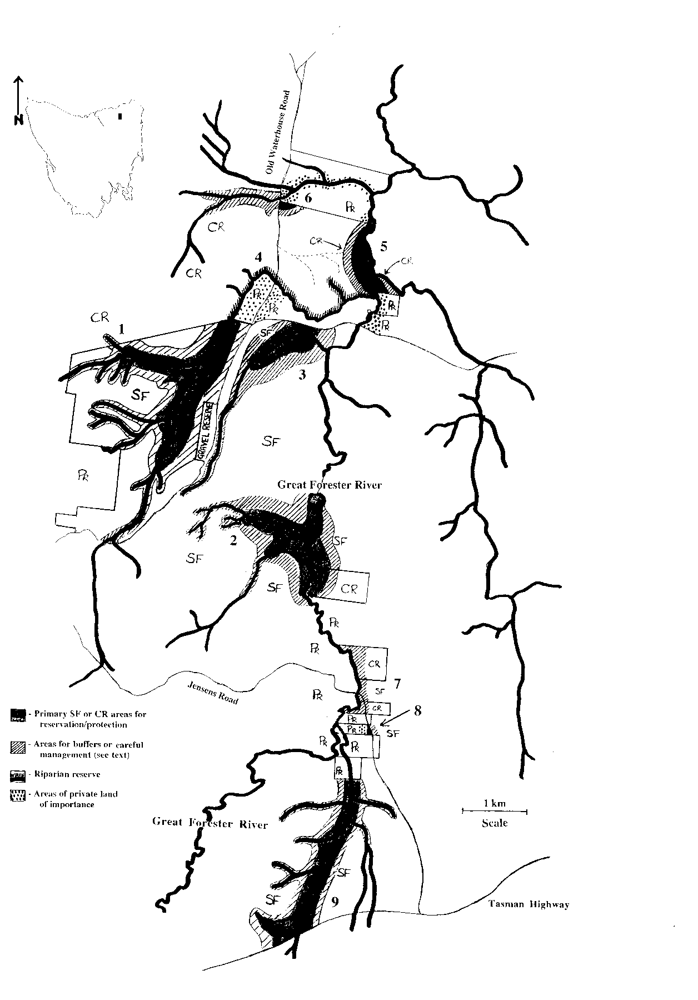 N
Old Waterhouse Road
6
PR
CR
CR
5
4
CR
CR
PR
PR
PR
CR
1
PR
SF
3
SF
GRAVEL RESERVE
SF
PR
Great Forester River
2
SF
SF
SF
CR
PR
PR
CR
7
SF
PR
Jensens Road
CR
8
PR
PR
SF
PR
PR
PR
- Primary SF or CR areas for
reservation/protection
- Areas for buffers or careful
management (see text)
- Riparian reserve
- Areas of private land
of importance
1 km
Scale
Great Forester River
SF
SF
9
Tasman Highway